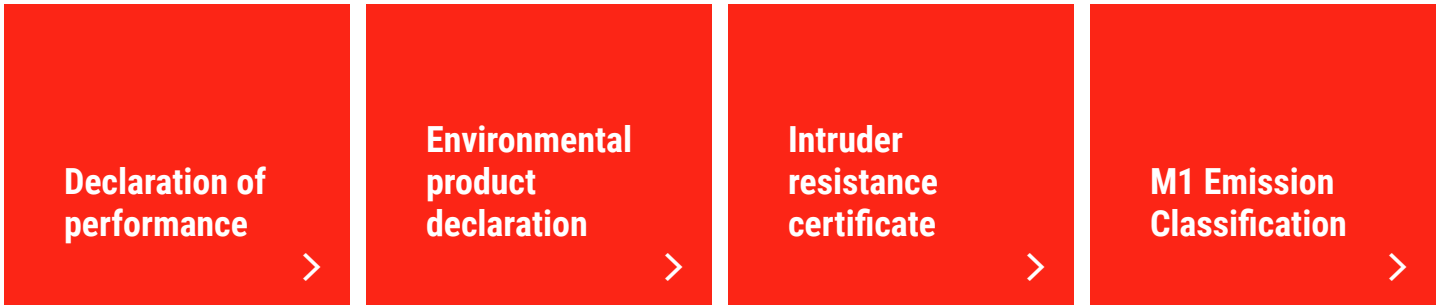 Declaration of
performance
Environmental
product
declaration
Intruder
resistance
certificate
M1 Emission
Classification